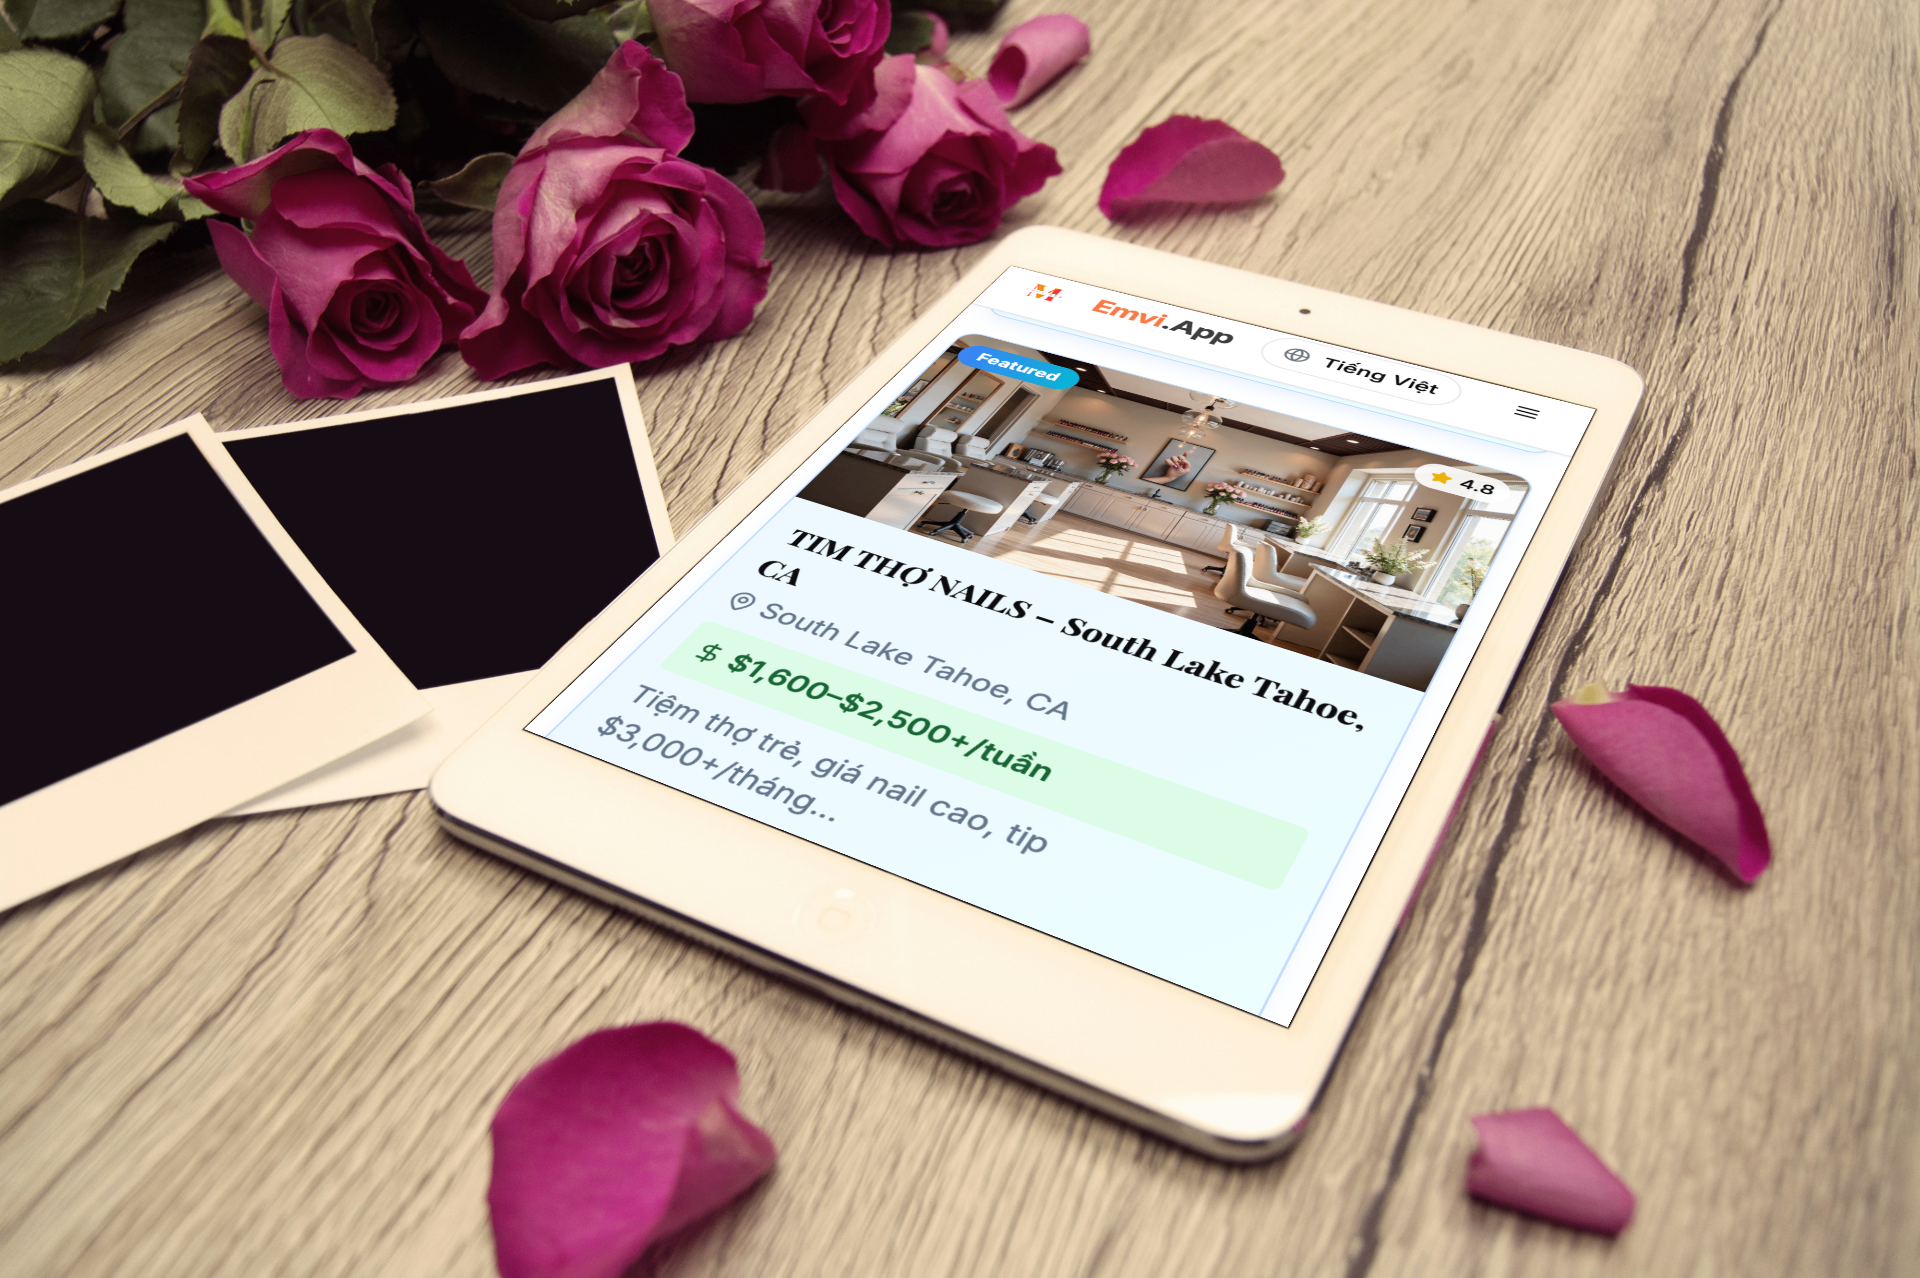 Emvi.App
Tiếng Việt
Featured
4.8
TIM THỢ NAILS – South Lake Tahoe,
CA
South Lake Tahoe, CA
$ $1,600–$2,500+/tuần
Tiệm thợ trẻ, giá nail cao, tip
$3,000+/tháng...